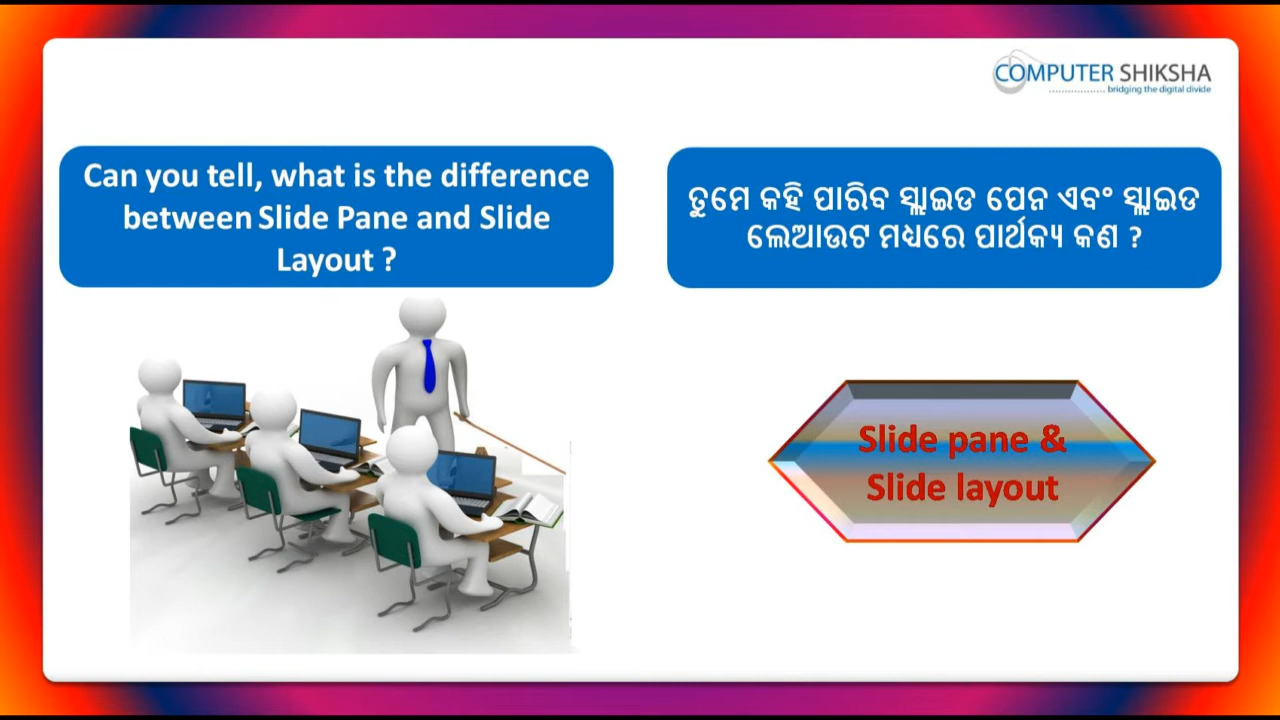 COMPUTER SHIKSHA
bridging the digital divide
Can you tell, what is the difference
between Slide Pane and Slide
Layout ?
ତୁମେ କହି ପାରିବ ସ୍ଲାଇଡ ପେନ ଏବଂ ସ୍ଲାଇଡ
ଲେଆଉଟ ମଧ୍ୟରେ ପାର୍ଥକ୍ୟ କଣ ?
Slide pane &
Slide layout